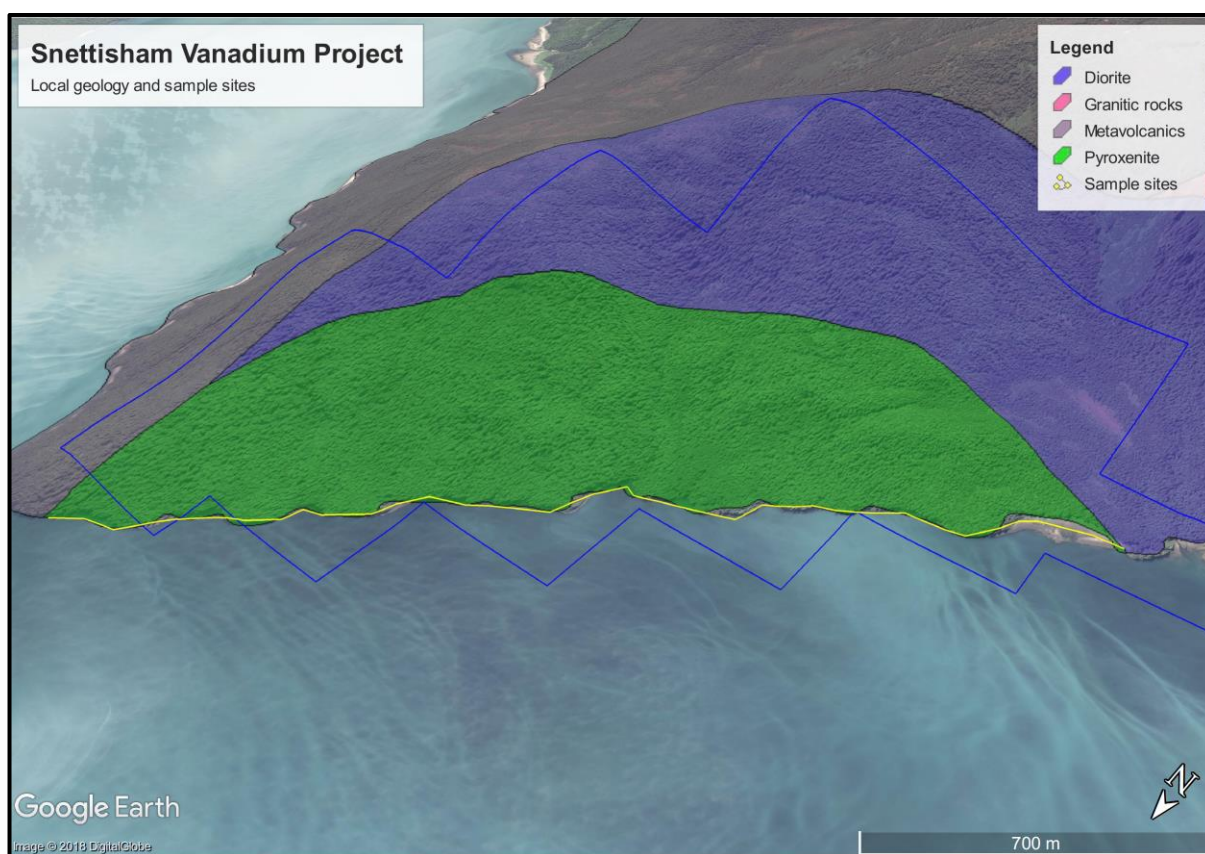 Snettisham Vanadium Project
Local geology and sample sites
Legend
Diorite
Granitic rocks
Metavolcanics
Pyroxenite
Sample sites
N
Google Earth
Image © 2018 DigitalGlobe
700 m